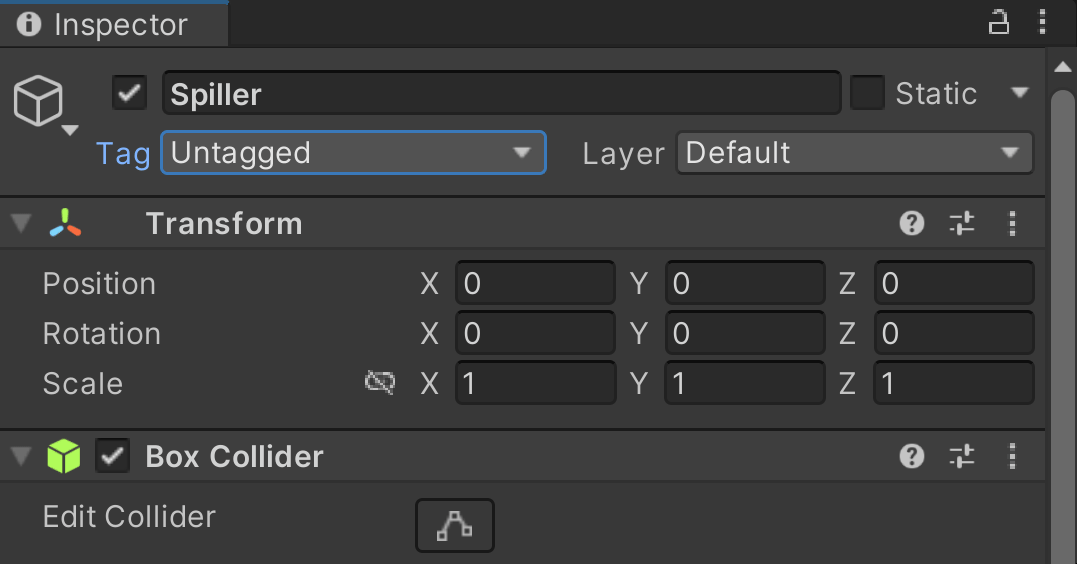 Inspector
Spiller Static
Tag Untagged Layer Default
Transform
Position X 0 Y 0 Z 0
Rotation X 0 Y 0 Z 0
Scale X 1 Y 1 Z 1
Box Collider
Edit Collider